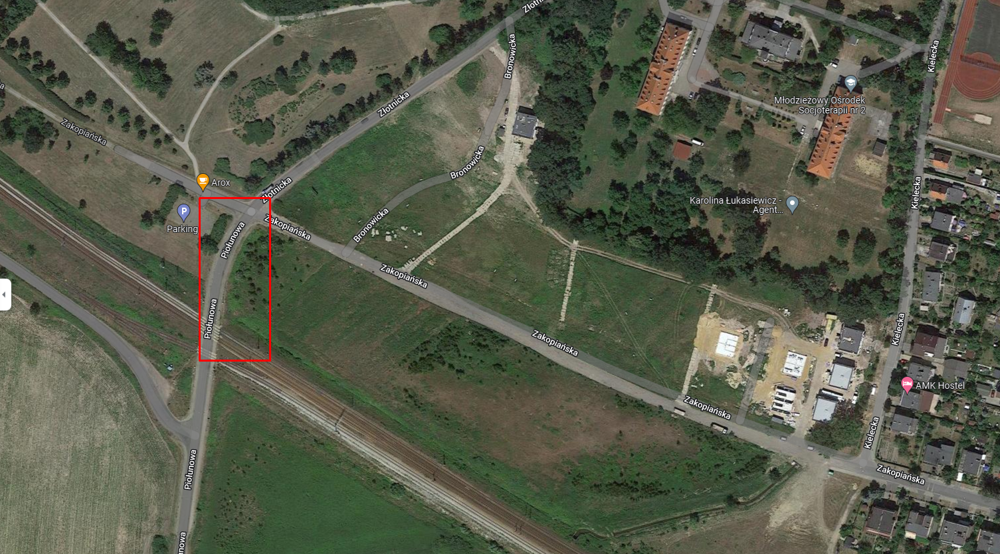 Złotn
Kielecka
Bronowicka
Młodzieżowy Ośrodek
Socjoterapii nr 2
Złotnicka
a
Zakopiańska
Bronowicka
Arox
Złotnicka
Kielecka
Karolina Łukasiewicz -
Agent...
P
Parking
Zakopiańska
Bronowicka
Piołunowa
Zakopiańska
Piołunowa
Kielecka
Zakopiańska
AMK Hostel
Zakopiańska
Kielecka
Piołunowa
Zakopiańska
nowa